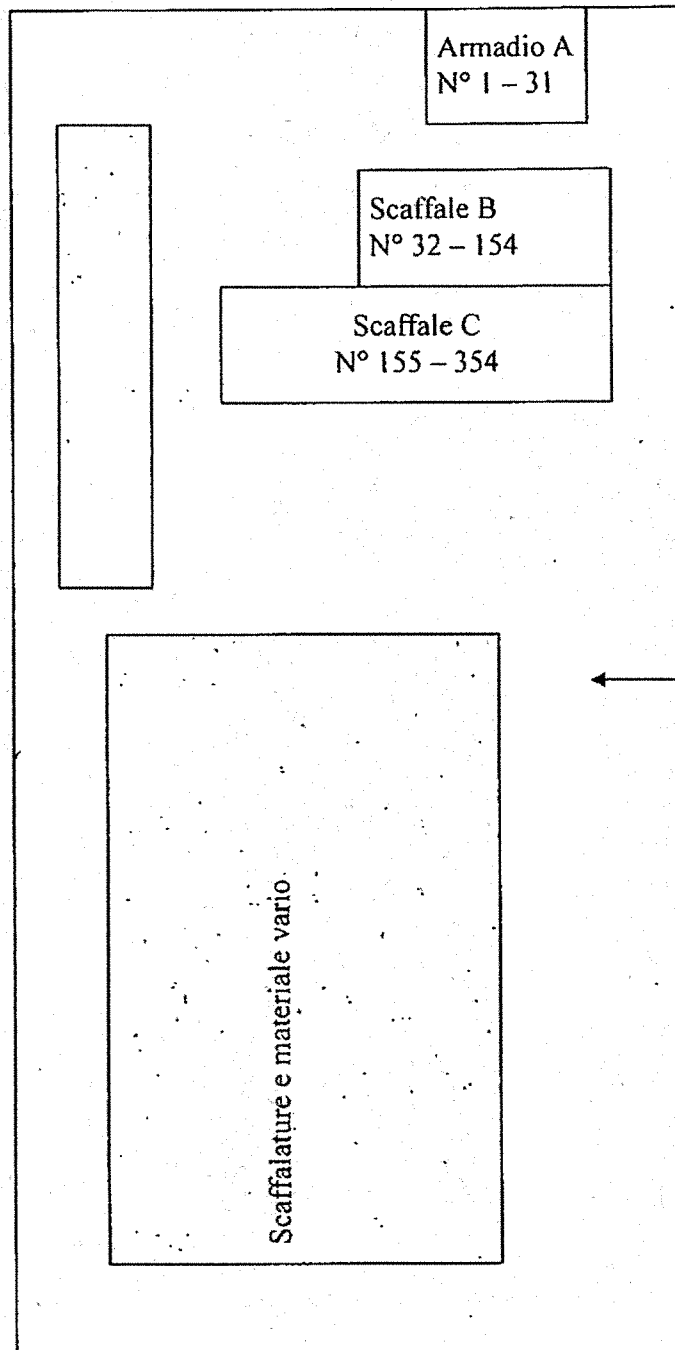 Armadio A
N° 1 – 31
Scaffale B
N° 32 – 154
Scaffale C
N° 155 – 354
Scaffalature e materiale vario